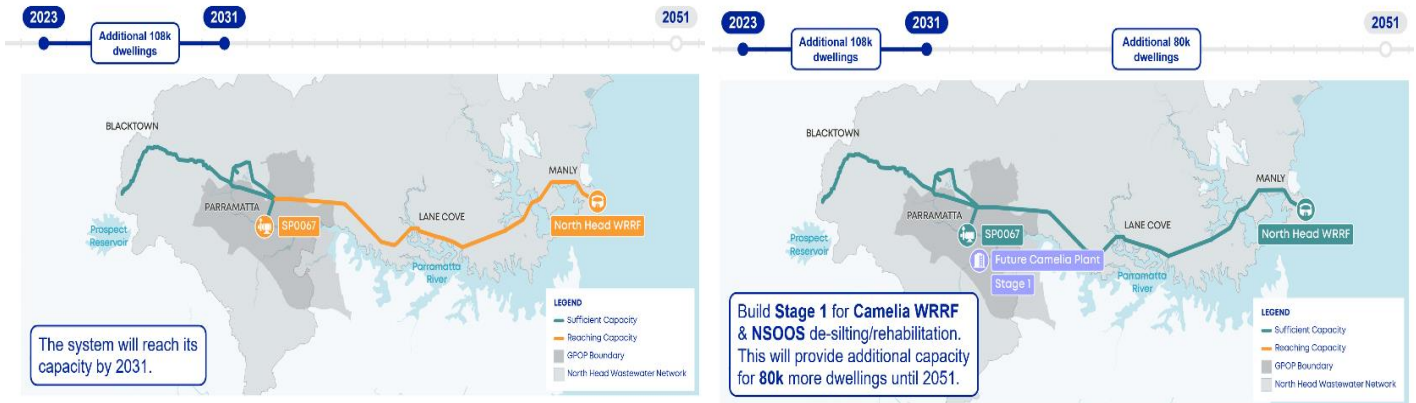 2023
2031
2051
Additional 108k
dwellings
BLACKTOWN
MANLY
PARRAMATTA
LANE COVE
SP0067
North Head WRRF
Prospect
Reservoir
Parramatta
River
The system will reach its
capacity by 2031.
LEGEND
Sufficient Capacity
Reaching Capacity
GPOP Boundary
North Head Wastewater Network
2023
2031
2051
Additional 108k
dwellings
Additional 80k
dwellings
BLACKTOWN
MANLY
PARRAMATTA
LANE COVE
SP0067
North Head WRRF
Prospect
Reservoir
Future Camelia Plant
Stage 1
Parramatta
River
Build Stage 1 for Camelia WRRF
& NSOOS de-silting/rehabilitation.
This will provide additional capacity
for 80k more dwellings until 2051.
LEGEND
Sufficient Capacity
Reaching Capacity
GPOP Boundary
North Head Wastewater Network